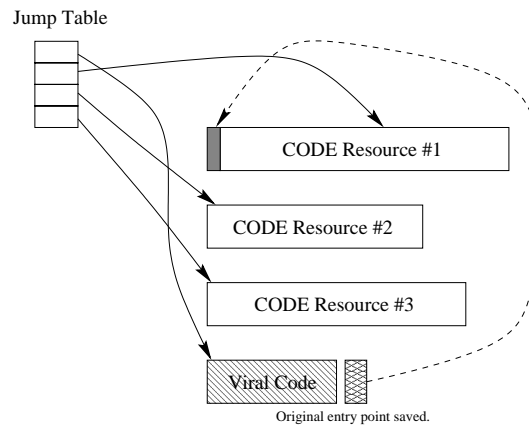 Jump Table
CODE Resource #1
CODE Resource #2
CODE Resource #3
Viral Code
Original entry point saved.